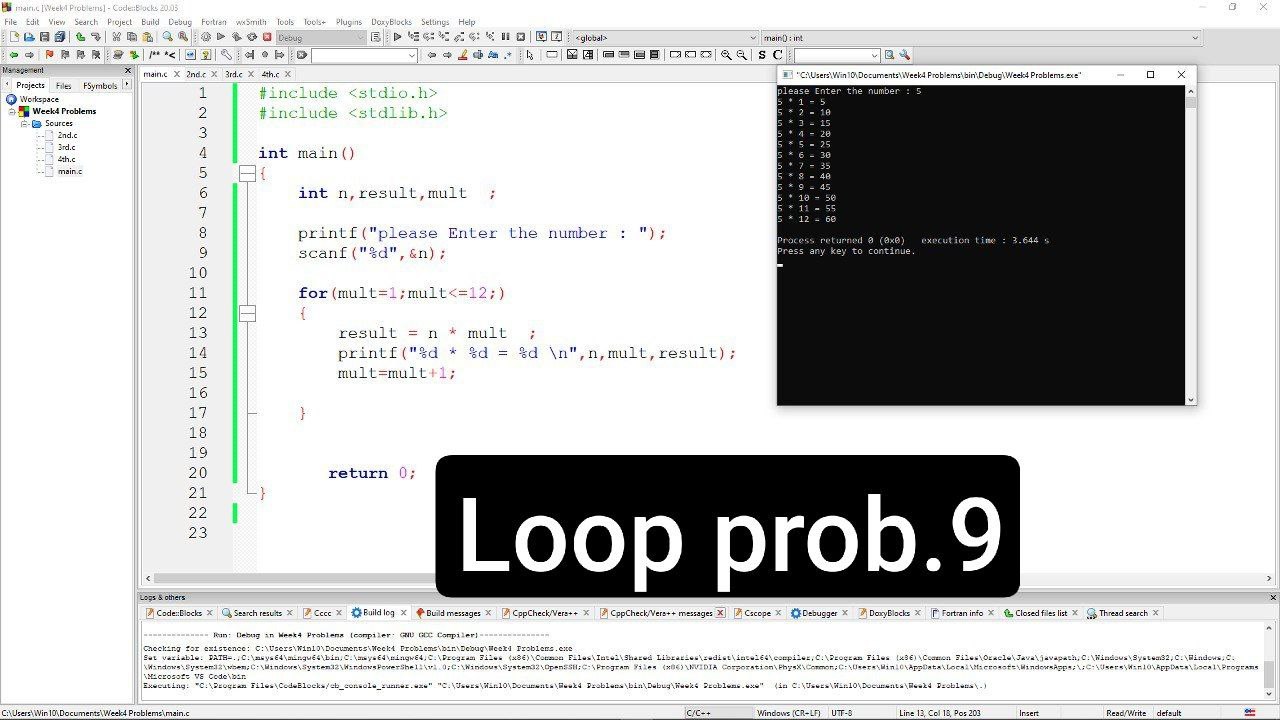 main.c [Week4 Problems] - Code::Blocks 20.03
File Edit View Search Project Build Debug Fortran wxSmith Tools Tools+ Plugins DoxyBlocks Settings Help
Debug
<global>
main() : int
/** *<
S C
Management
Projects Files FSymbols
Workspace
Week4 Problems
Sources
2nd.c
3rd.c
4th.c
main.c
main.c 2nd.c 3rd.c 4th.c
1 #include <stdio.h>
2 #include <stdlib.h>
3
4 int main()
5 {
6 int n,result,mult  ;
7
8 printf("please Enter the number : ");
9 scanf("%d",&n);
10
11 for(mult=1;mult<=12;)
12 {
13 result = n * mult  ;
14 printf("%d * %d = %d \n",n,mult,result);
15 mult=mult+1;
16
17 }
18
19
20 return 0;
21 }
22
23
"C:\Users\Win10\Documents\Week4 Problems\bin\Debug\Week4 Problems.exe"
please Enter the number : 5
5 * 1 = 5
5 * 2 = 10
5 * 3 = 15
5 * 4 = 20
5 * 5 = 25
5 * 6 = 30
5 * 7 = 35
5 * 8 = 40
5 * 9 = 45
5 * 10 = 50
5 * 11 = 55
5 * 12 = 60
Process returned 0 (0x0)   execution time : 3.644 s
Press any key to continue.
Loop prob.9
Logs & others
Code::Blocks Search results Cccc Build log Build messages CppCheck/Vera++ CppCheck/Vera++ messages Cscope Debugger DoxyBlocks Fortran info Closed files list Thread search
-------------- Run: Debug in Week4 Problems (compiler: GNU GCC Compiler)---------------
Checking for existence: C:\Users\Win10\Documents\Week4 Problems\bin\Debug\Week4 Problems.exe
Set variable: PATH=.;C:\msys64\mingw64\bin;C:\msys64\mingw64;C:\Program Files (x86)\Common Files\Intel\Shared Libraries\redist\intel64\compiler;C:\Program Files (x86)\Common Files\Oracle\Java\javapath;C:\Windows\System32;C:\Windows;C:
\Windows\System32\wbem;C:\Windows\System32\WindowsPowerShell\v1.0;C:\Windows\System32\OpenSSH;C:\Program Files (x86)\NVIDIA Corporation\PhysX\Common;C:\Users\Win10\AppData\Local\Microsoft\WindowsApps;\;C:\Users\Win10\AppData\Local\Programs
\Microsoft VS Code\bin
Executing: "C:\Program Files\CodeBlocks/cb_console_runner.exe" "C:\Users\Win10\Documents\Week4 Problems\bin\Debug\Week4 Problems.exe"  (in C:\Users\Win10\Documents\Week4 Problems\.)
C:\Users\Win10\Documents\Week4 Problems\main.c C/C++ Windows (CR+LF) UTF-8 Line 13, Col 18, Pos 203 Insert Read/Write default